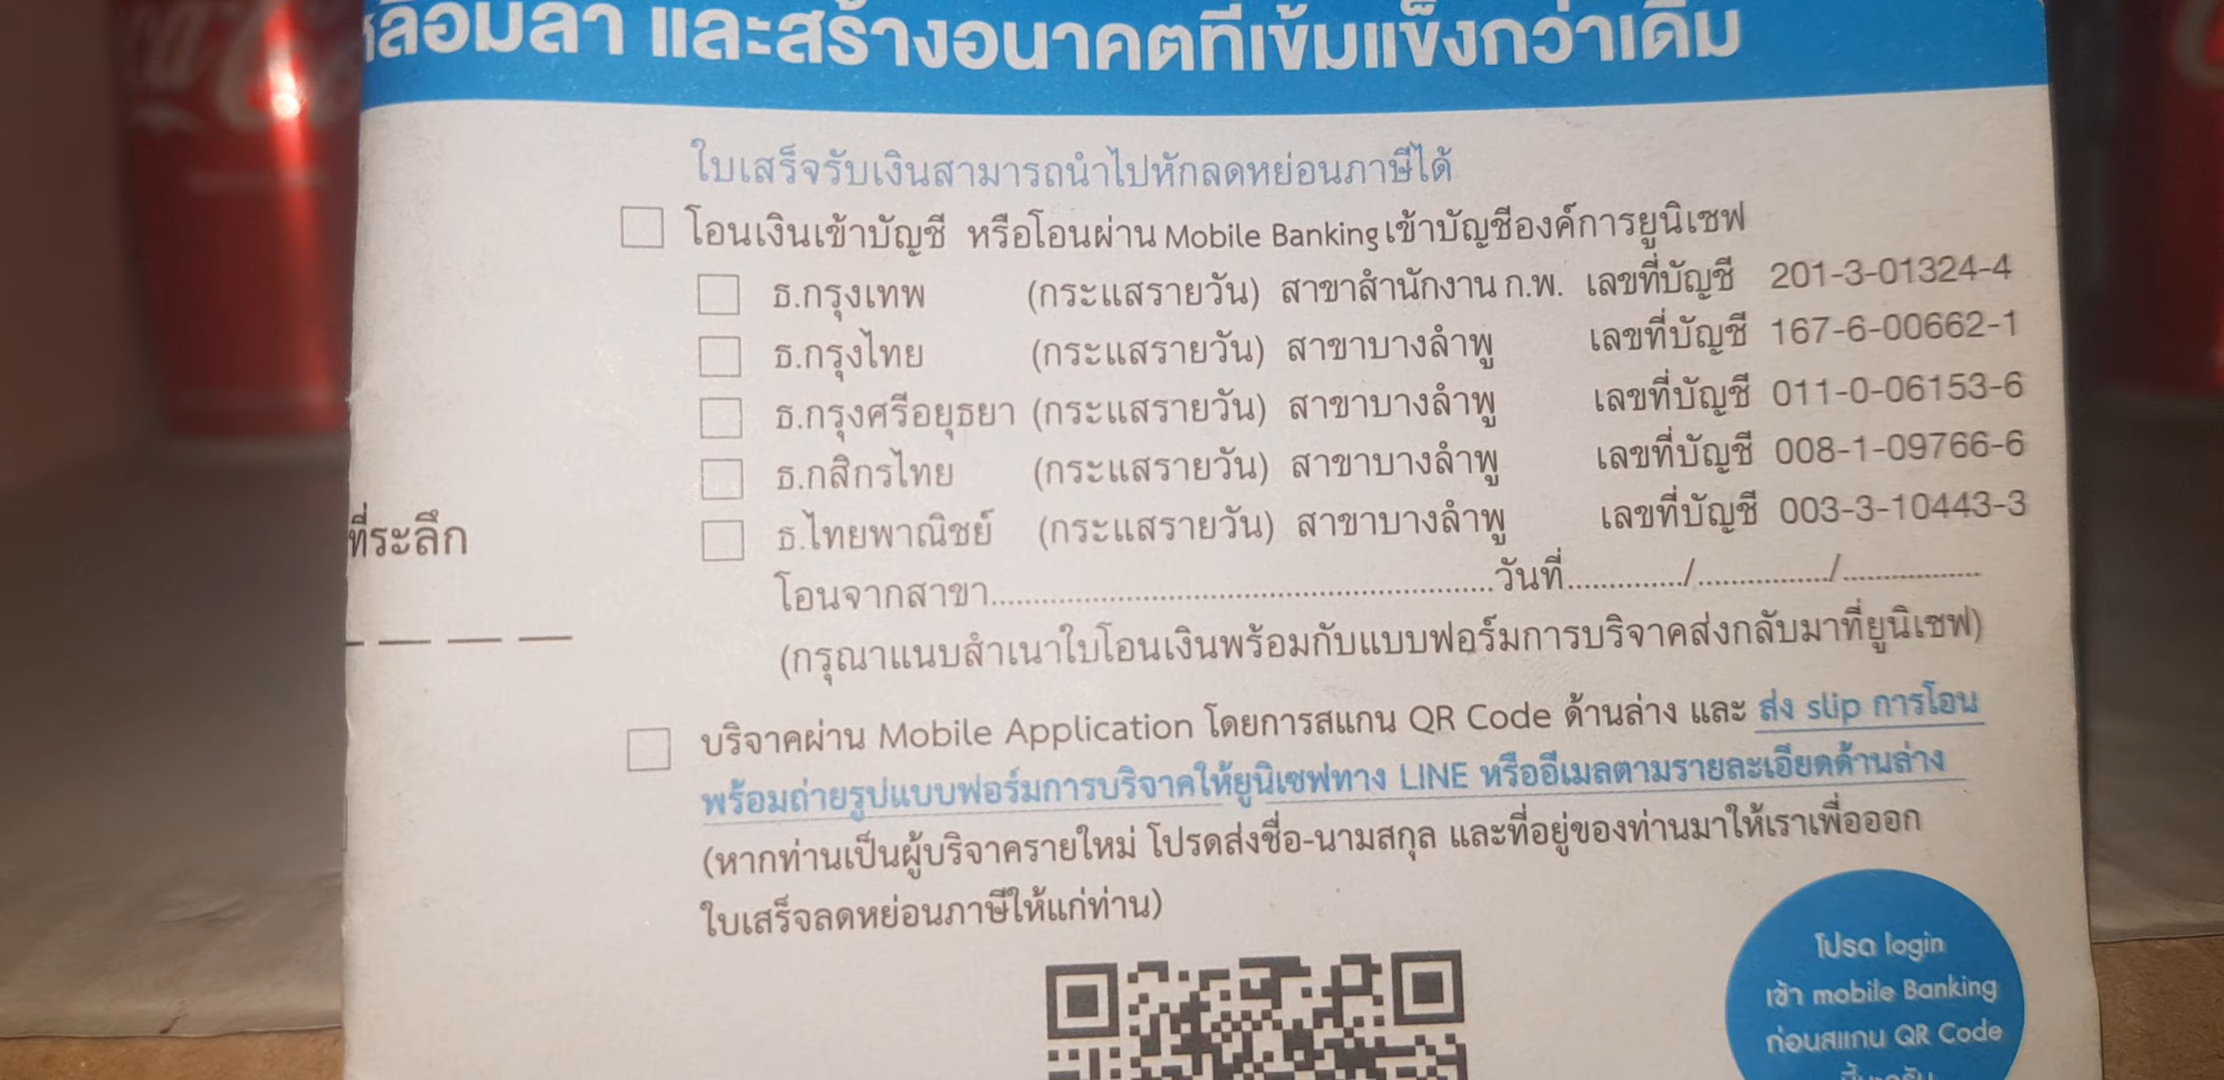 และสร้างอนาคตที่เข้มแข็งกว่าเดิม
ใบเสร็จรับเงินสามารถนำไปหักลดหย่อนภาษีได้
โอนเงินเข้าบัญชี หรือโอนผ่าน Mobile Banking เข้าบัญชีองค์การยูนิเซฟ
ธ.กรุงเทพ (กระแสรายวัน) สาขาสำนักงาน ก.พ. เลขที่บัญชี 201-3-01324-4
ธ.กรุงไทย (กระแสรายวัน) สาขาบางลำพู เลขที่บัญชี 167-6-00662-1
ธ.กรุงศรีอยุธยา (กระแสรายวัน) สาขาบางลำพู เลขที่บัญชี 011-0-06153-6
ธ.กสิกรไทย (กระแสรายวัน) สาขาบางลำพู เลขที่บัญชี 008-1-09766-6
ธ.ไทยพาณิชย์ (กระแสรายวัน) สาขาบางลำพู เลขที่บัญชี 003-3-10443-3
ที่ระลึก
โอนจากสาขา..............................วันที่............./................/.................
(กรุณาแนบสำเนาใบโอนเงินพร้อมกับแบบฟอร์มการบริจาคส่งกลับมาที่ยูนิเซฟ)
บริจาคผ่าน Mobile Application โดยการสแกน QR Code ด้านล่าง และ ส่ง slip การโอน
พร้อมถ่ายรูปแบบฟอร์มการบริจาคให้ยูนิเซฟทาง LINE หรืออีเมลตามรายละเอียดด้านล่าง
(หากท่านเป็นผู้บริจาครายใหม่ โปรดส่งชื่อ-นามสกุล และที่อยู่ของท่านมาให้เราเพื่อออก
ใบเสร็จลดหย่อนภาษีให้แก่ท่าน)
โปรด login
เข้า mobile Banking
ก่อนสแกน QR Code